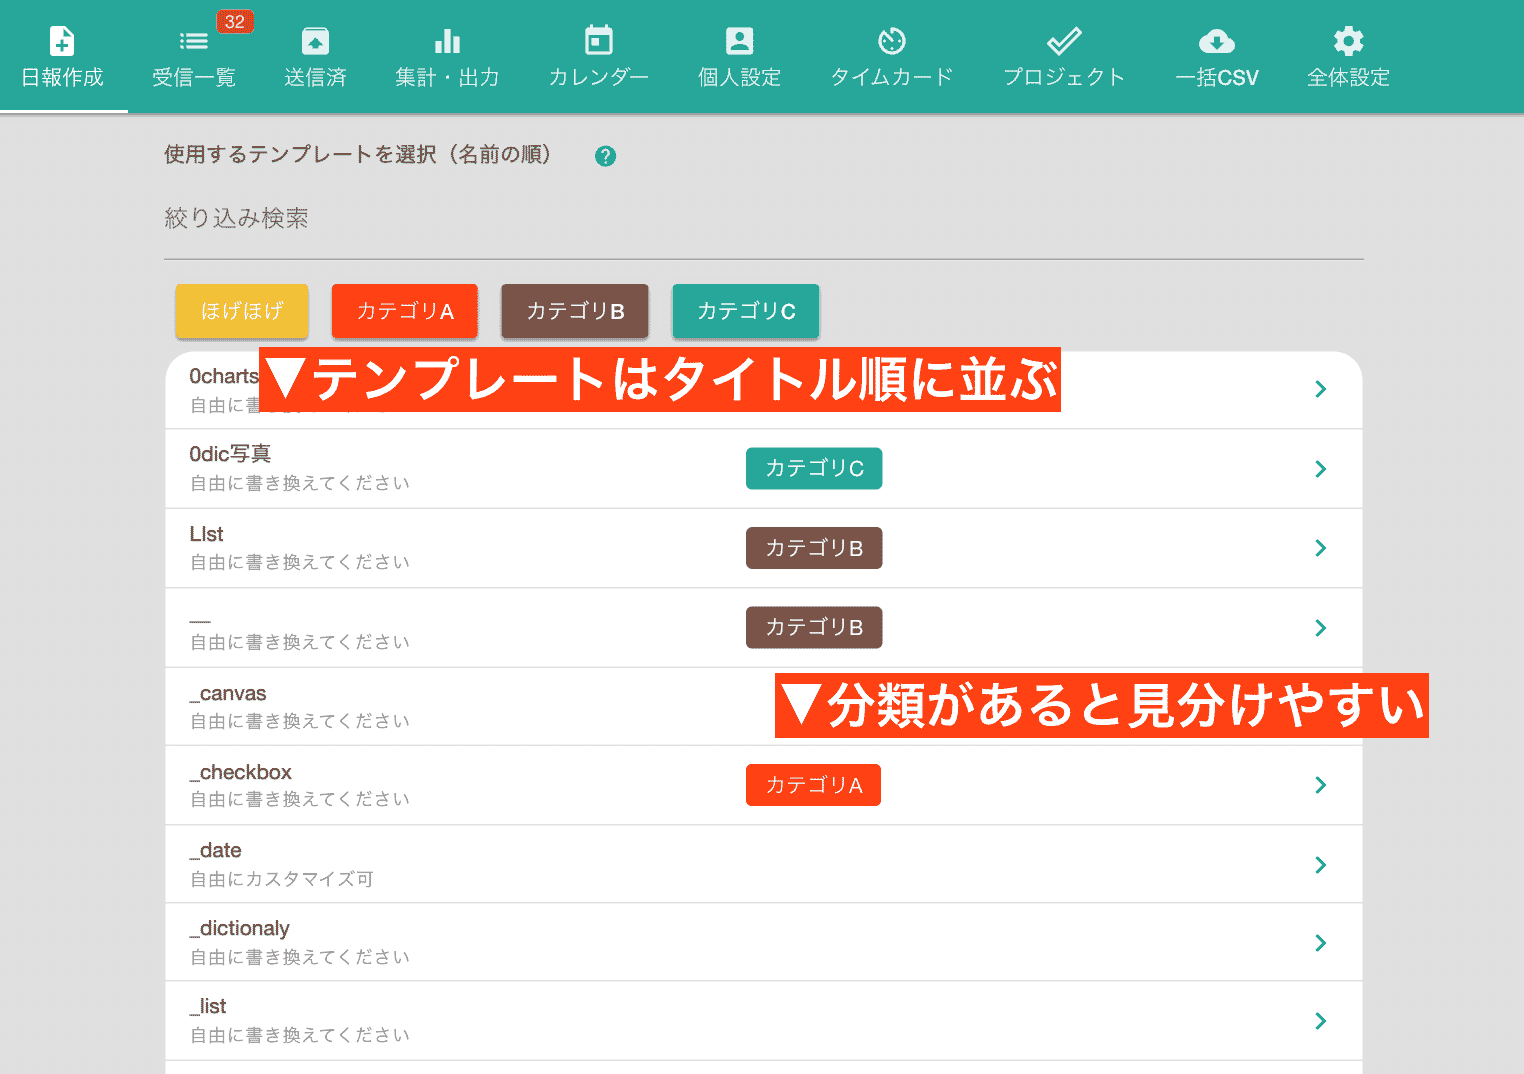 32
日報作成
受信一覧
送信済
集計・出力
カレンダー
個人設定
タイムカード
プロジェクト
一括CSV
全体設定
使用するテンプレートを選択（名前の順）
?
絞り込み検索
ほげほげ
カテゴリA
カテゴリB
カテゴリC
▼テンプレートはタイトル順に並ぶ
0charts
自由に書
0dic写真
自由に書き換えてください
カテゴリC
LIst
自由に書き換えてください
カテゴリB
__
自由に書き換えてください
カテゴリB
_canvas
自由に書き換えてください
▼分類があると見分けやすい
_checkbox
自由に書き換えてください
カテゴリA
_date
自由にカスタマイズ可
_dictionaly
自由に書き換えてください
_list
自由に書き換えてください